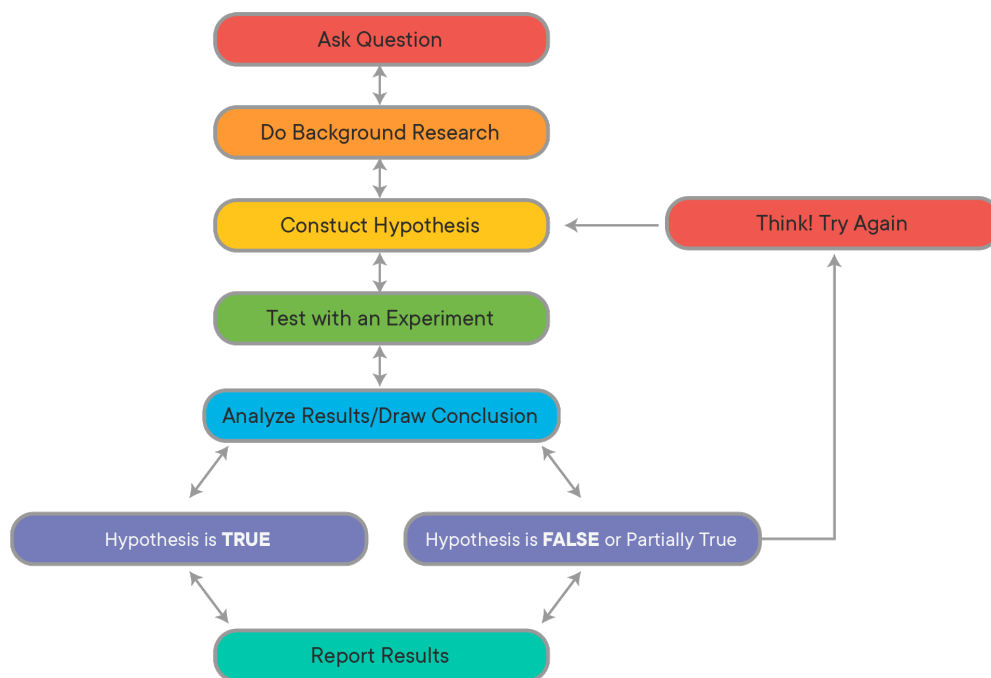 Ask Question
Do Background Research
Constuct Hypothesis
Think! Try Again
Test with an Experiment
Analyze Results/Draw Conclusion
Hypothesis is TRUE
Hypothesis is FALSE or Partially True
Report Results